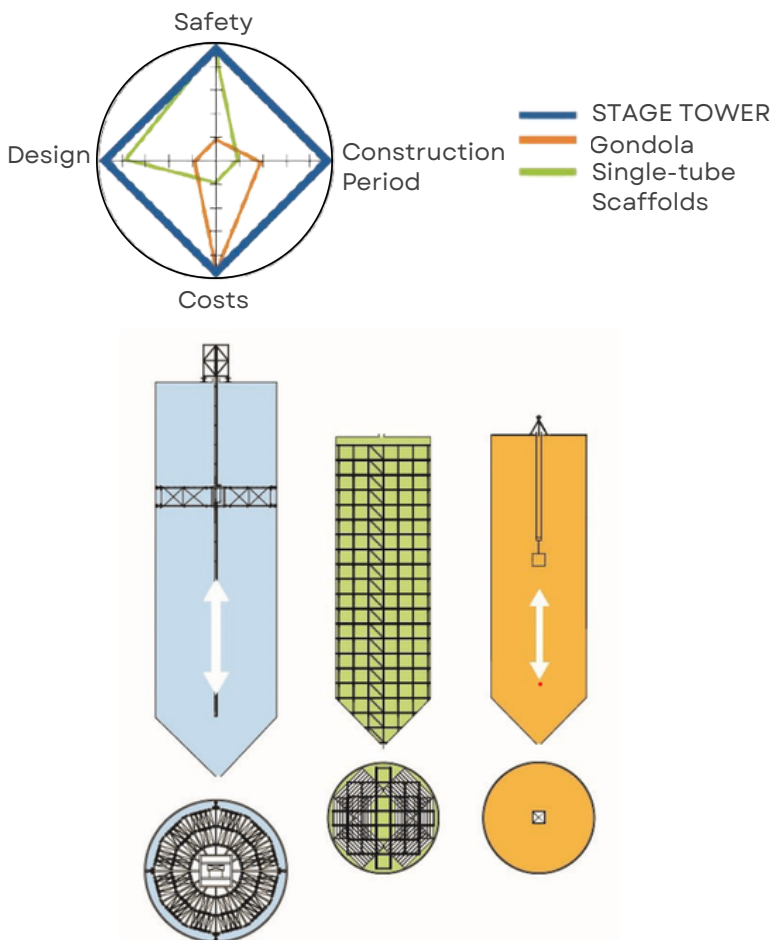 Safety
Design
Construction
Period
Costs
STAGE TOWER
Gondola
Single-tube
Scaffolds